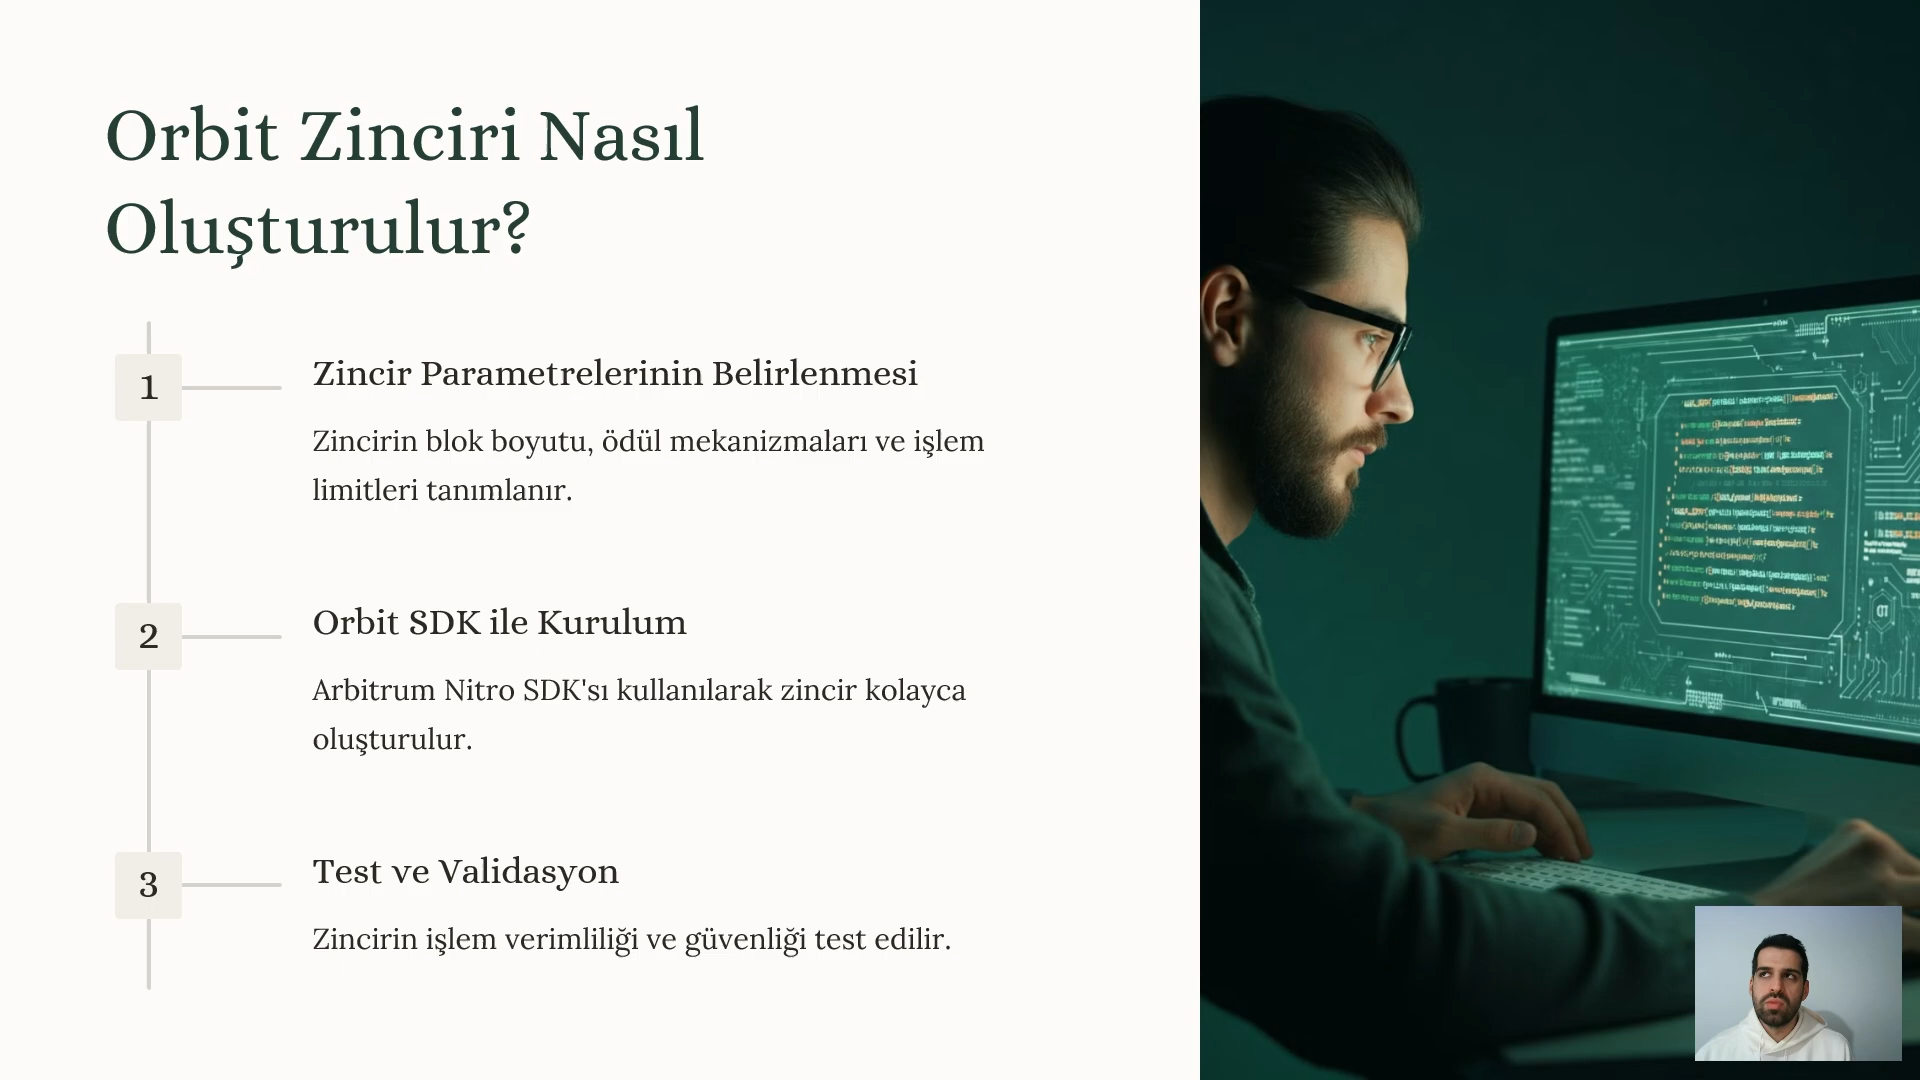 Orbit Zinciri Nasıl
Oluşturulur?
1
Zincir Parametrelerinin Belirlenmesi
Zincirin blok boyutu, ödül mekanizmaları ve işlem
limitleri tanımlanır.
2
Orbit SDK ile Kurulum
Arbitrum Nitro SDK'sı kullanılarak zincir kolayca
oluşturulur.
3
Test ve Validasyon
Zincirin işlem verimliliği ve güvenliği test edilir.